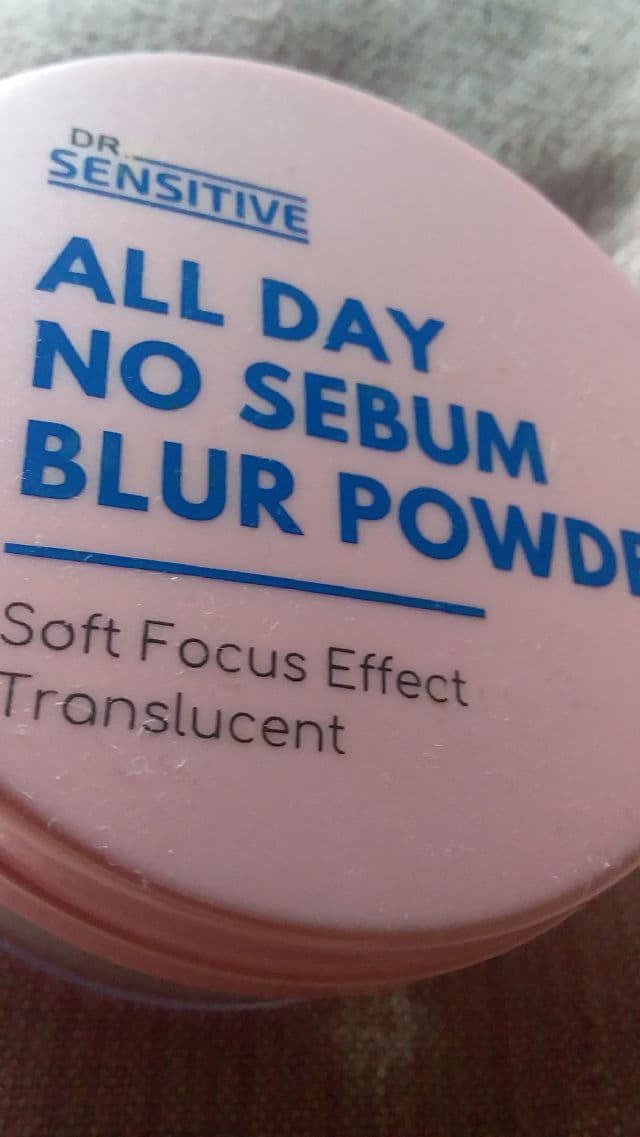 DR.
SENSITIVE
ALL DAY
NO SEBUM
BLUR POWDE
Soft Focus Effect
Translucent